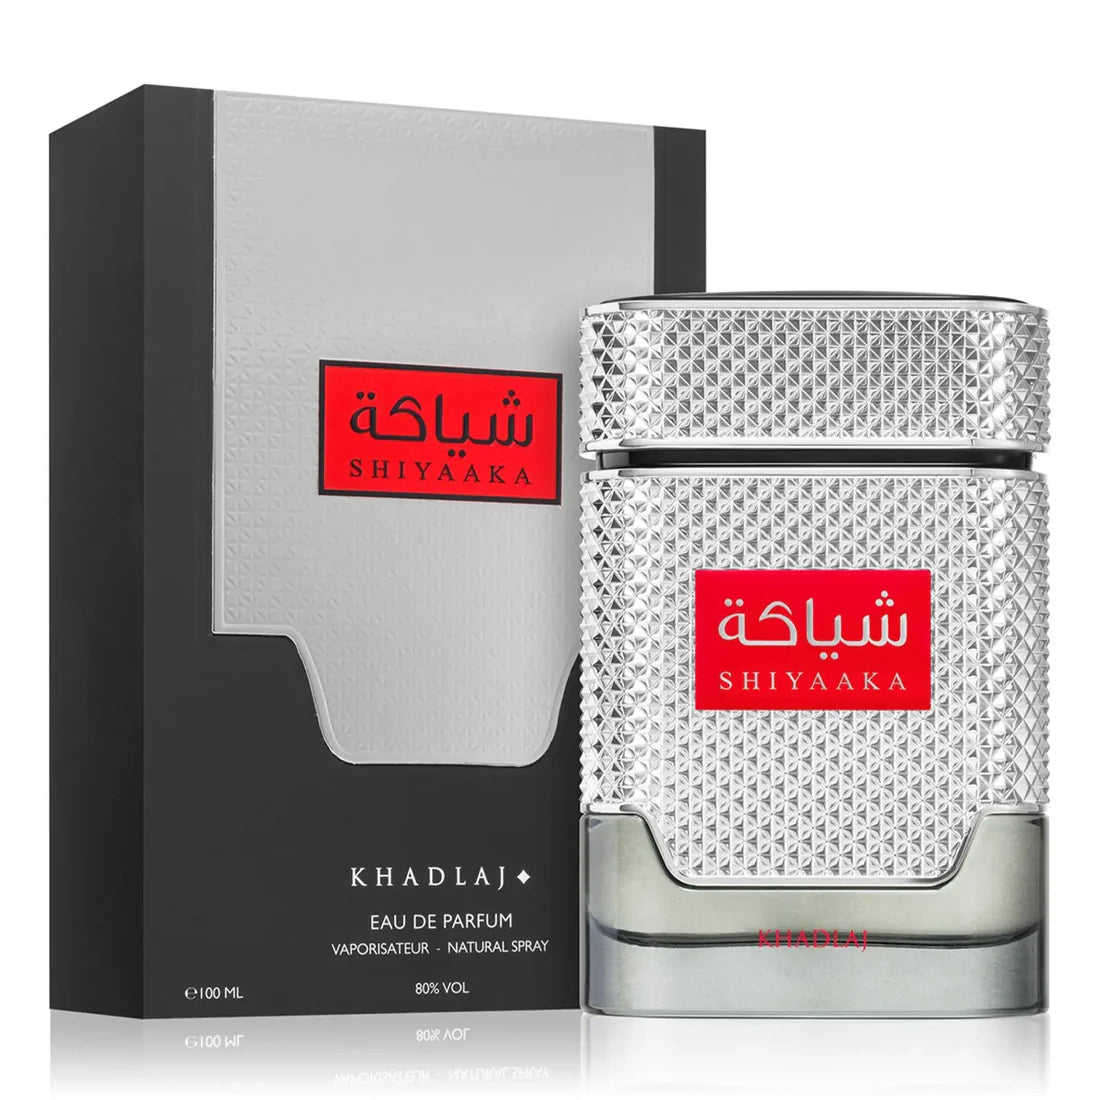 شياكة
SHIYAAKA
KHADLAJ
EAU DE PARFUM
VAPORISATEUR - NATURAL SPRAY
℮100 ML
80% VOL
شياكة
SHIYAAKA
KHADLAJ